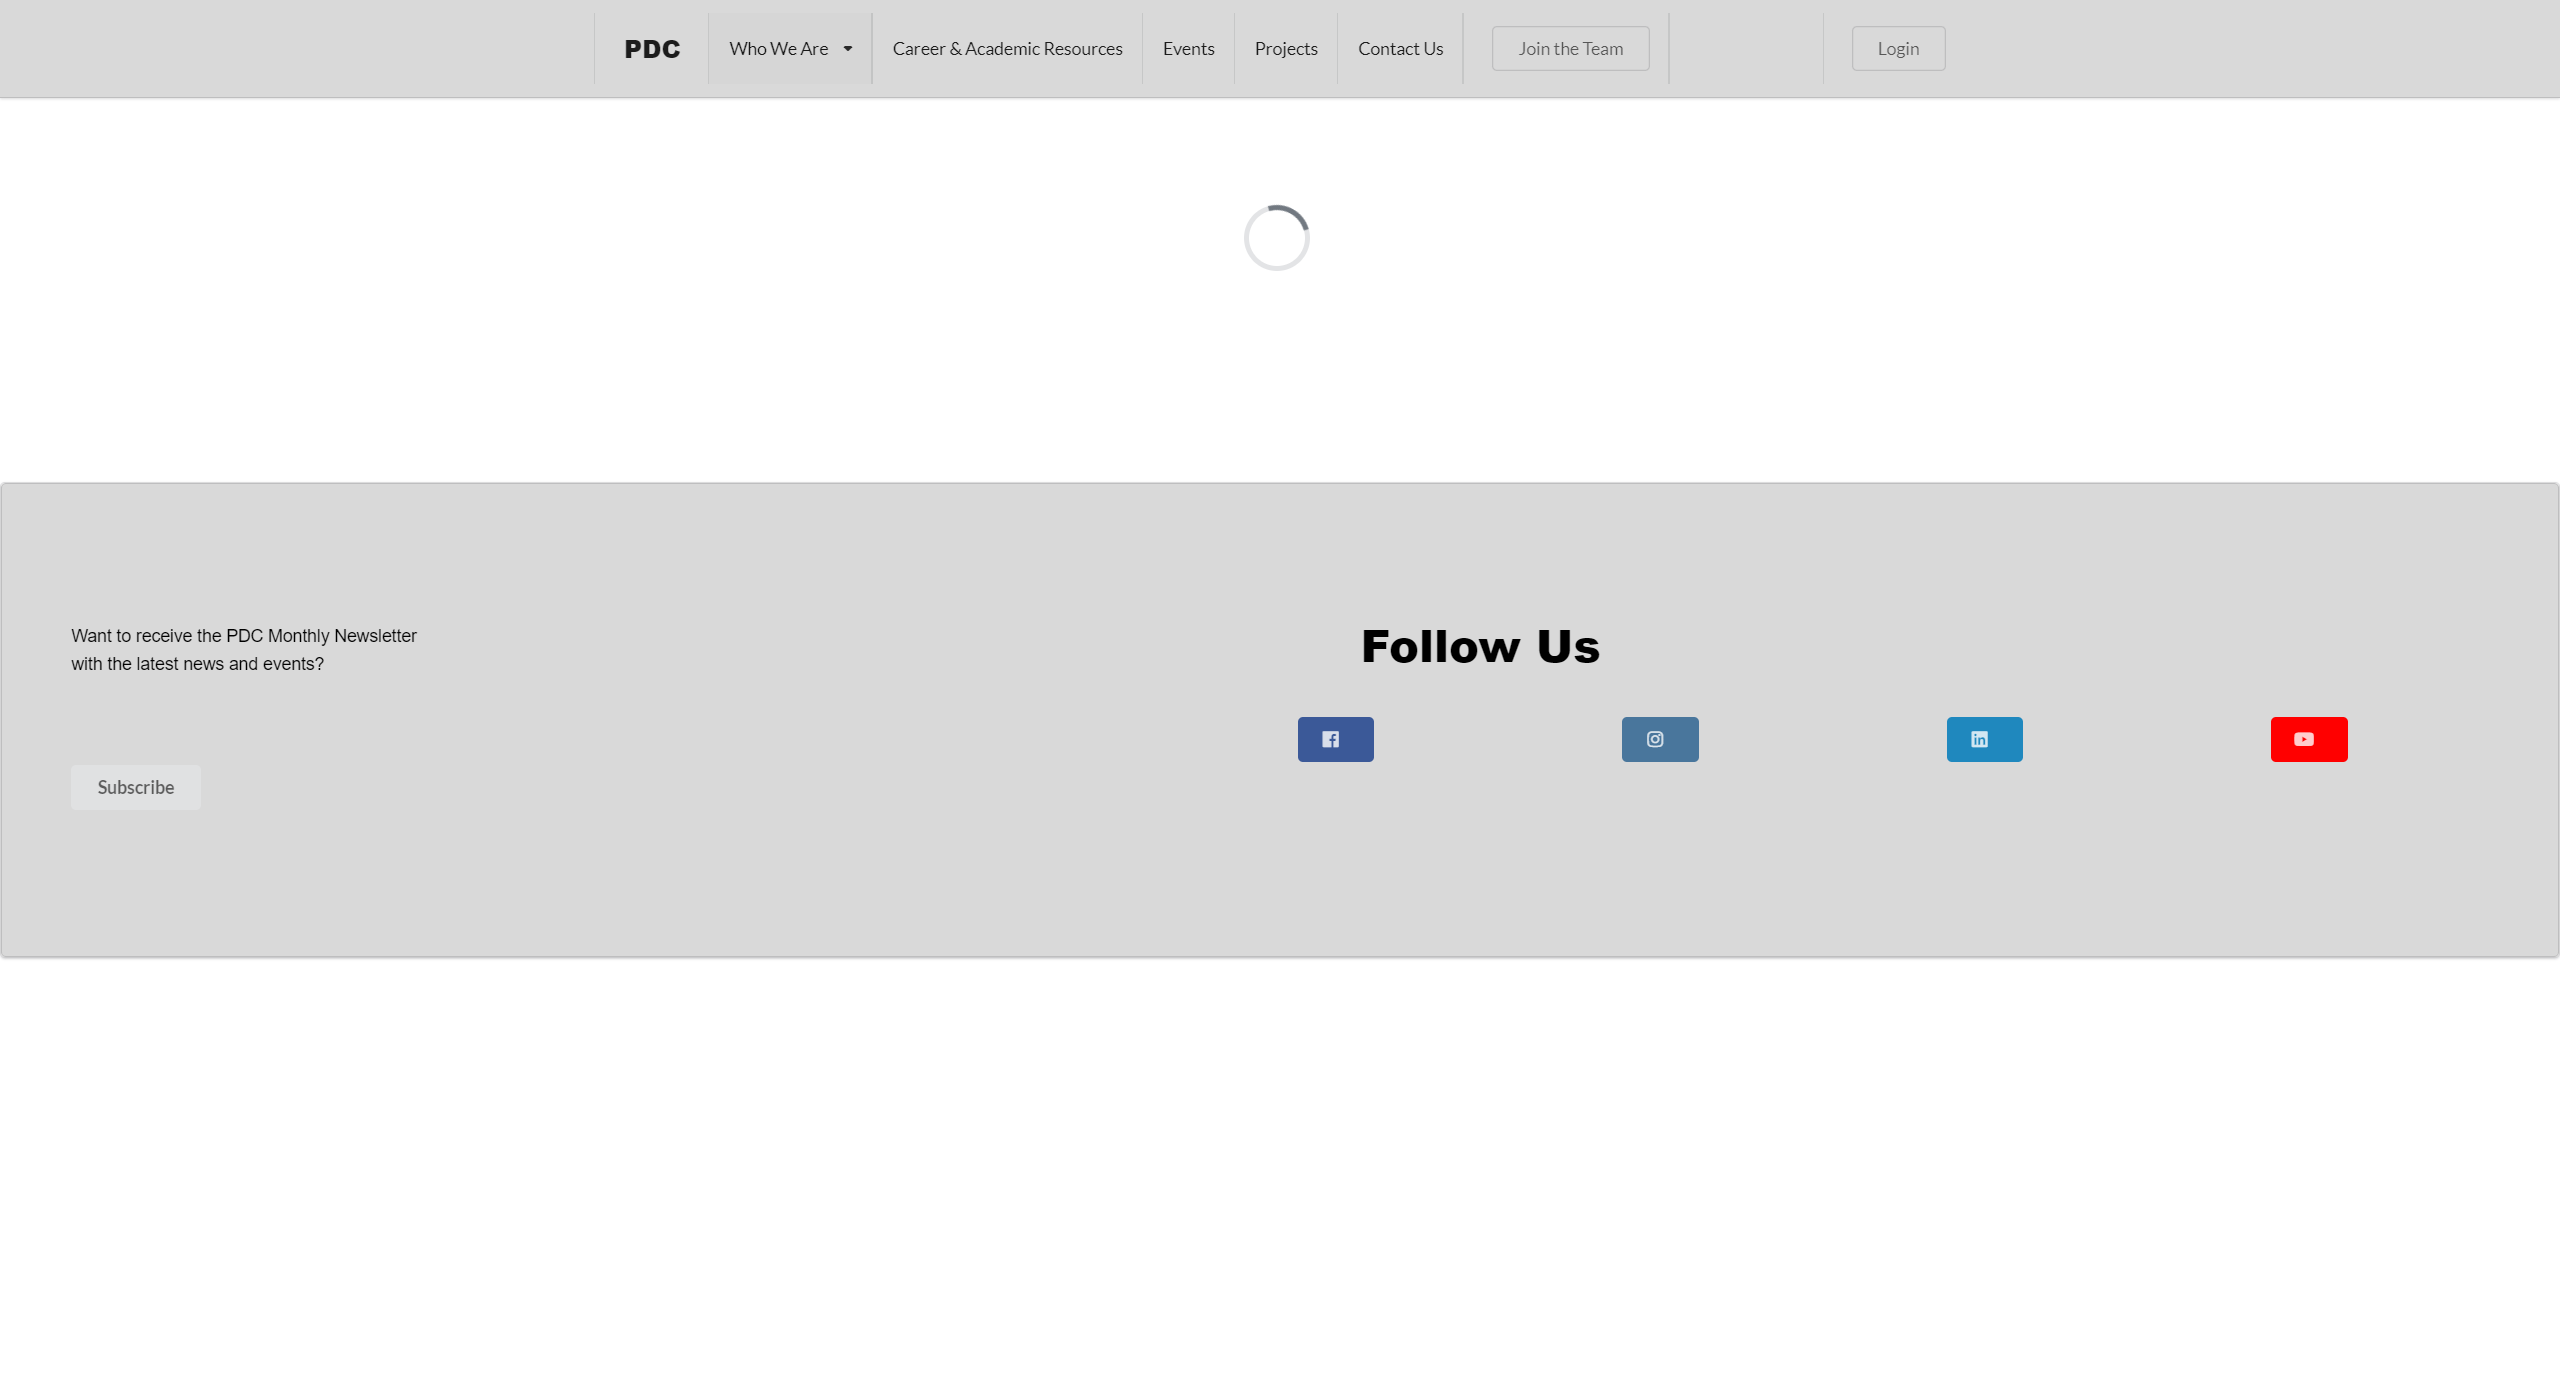 PDC
Who We Are
Career & Academic Resources
Events
Projects
Contact Us
Join the Team
Login
Want to receive the PDC Monthly Newsletter
with the latest news and events?
Subscribe
Follow Us